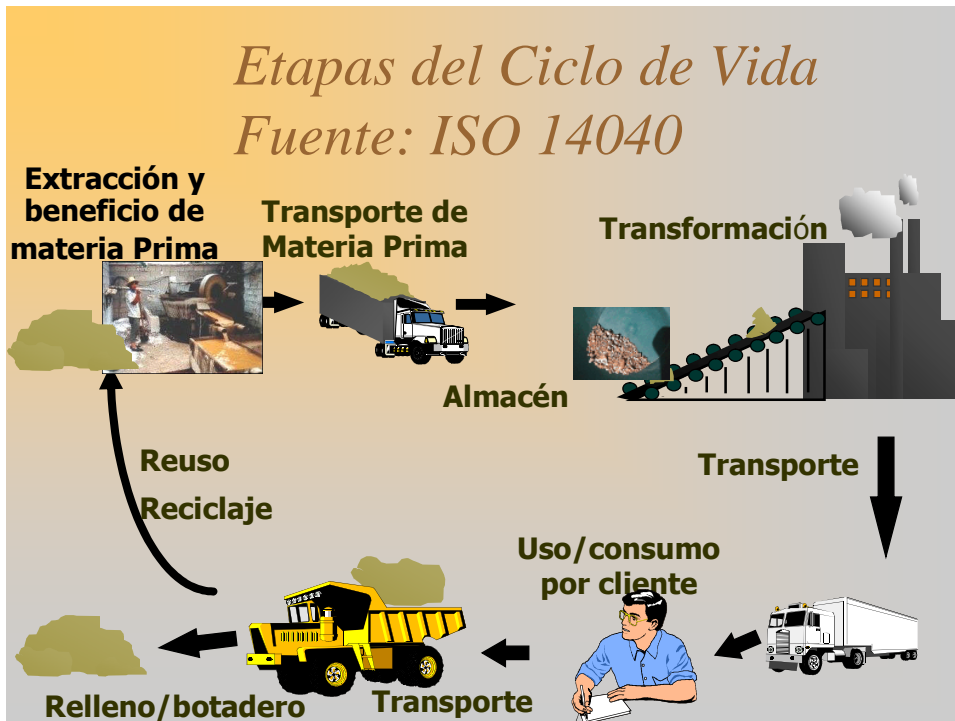 Etapas del Ciclo de Vida
Fuente: ISO 14040
Extracción y
beneficio de
materia Prima
Transporte de
Materia Prima
Transformación
Almacén
Transporte
Reuso
Reciclaje
Uso/consumo
por cliente
Transporte
Relleno/botadero